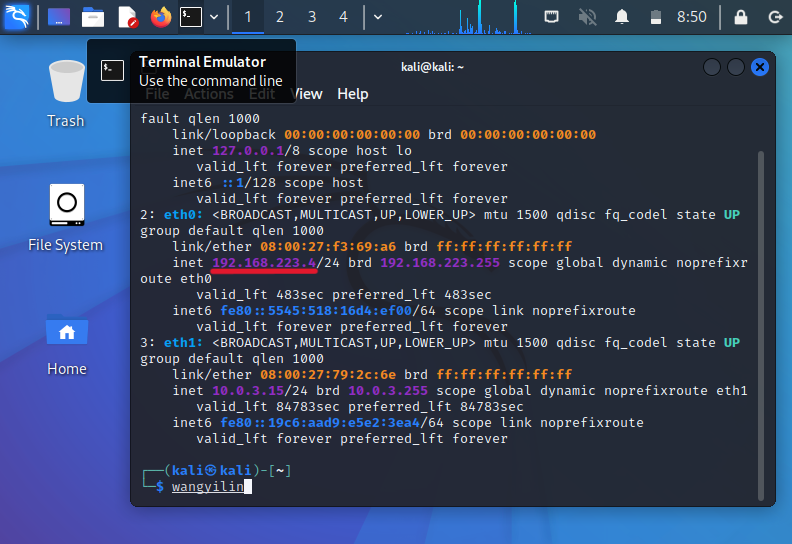 1 2 3 4 8:50
Terminal Emulator
Use the command line
kali@kali: ~
File Actions Edit View Help
Trash
File System
Home
fault qlen 1000
link/loopback 00:00:00:00:00:00 brd 00:00:00:00:00:00
inet 127.0.0.1/8 scope host lo
valid_lft forever preferred_lft forever
inet6 ::1/128 scope host
valid_lft forever preferred_lft forever
2: eth0: <BROADCAST,MULTICAST,UP,LOWER_UP> mtu 1500 qdisc fq_codel state UP
group default qlen 1000
link/ether 08:00:27:f3:69:a6 brd ff:ff:ff:ff:ff:ff
inet 192.168.223.4/24 brd 192.168.223.255 scope global dynamic noprefixr
oute eth0
valid_lft 483sec preferred_lft 483sec
inet6 fe80::5545:518:16d4:ef00/64 scope link noprefixroute
valid_lft forever preferred_lft forever
3: eth1: <BROADCAST,MULTICAST,UP,LOWER_UP> mtu 1500 qdisc fq_codel state UP
group default qlen 1000
link/ether 08:00:27:79:2c:6e brd ff:ff:ff:ff:ff:ff
inet 10.0.3.15/24 brd 10.0.3.255 scope global dynamic noprefixroute eth1
valid_lft 84783sec preferred_lft 84783sec
inet6 fe80::19c6:aad9:e5e2:3ea4/64 scope link noprefixroute
valid_lft forever preferred_lft forever
┌──(kali㉿kali)-[~]
└─$ wangyilin